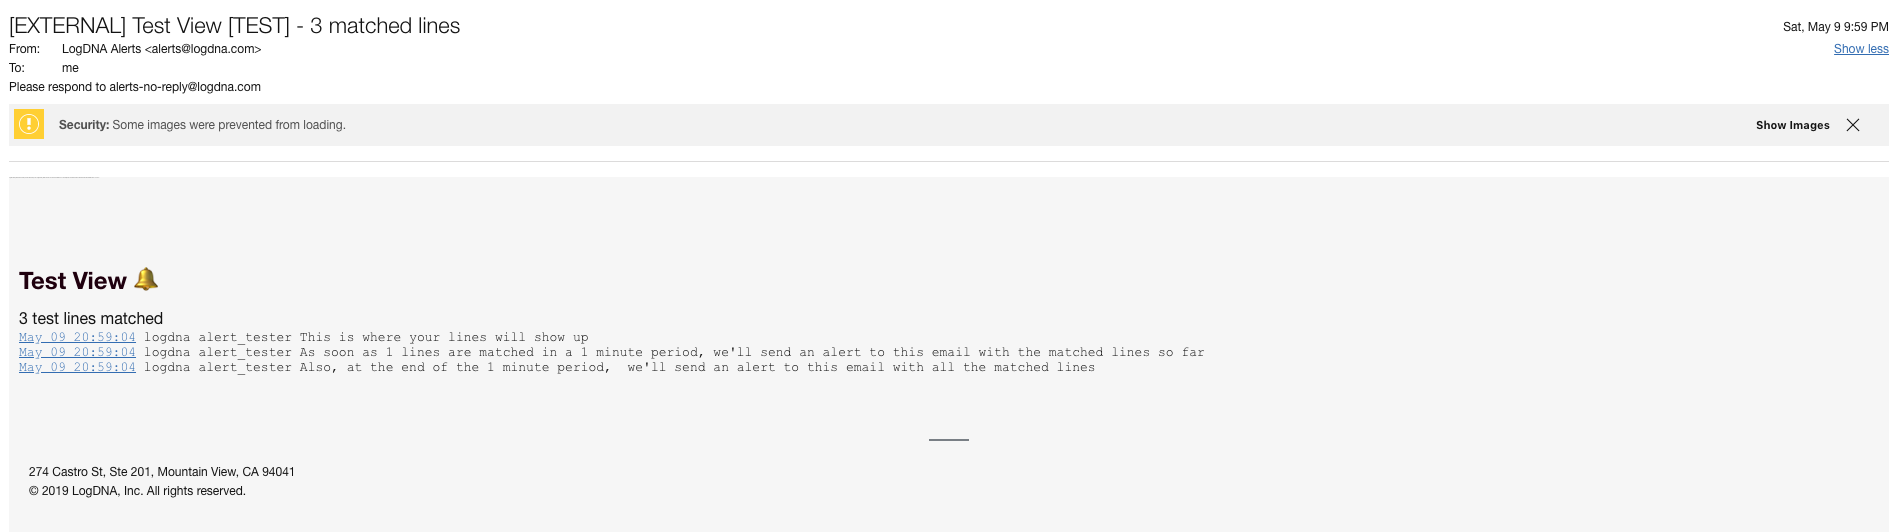 [EXTERNAL] Test View [TEST] - 3 matched lines
Sat, May 9 9:59 PM
From: LogDNA Alerts <alerts@logdna.com>
Show less
To: me
Please respond to alerts-no-reply@logdna.com
Security: Some images were prevented from loading.
Show Images
Test View 🔔
3 test lines matched
May 09 20:59:04 logdna alert_tester This is where your lines will show up
May 09 20:59:04 logdna alert_tester As soon as 1 lines are matched in a 1 minute period, we'll send an alert to this email with the matched lines so far
May 09 20:59:04 logdna alert_tester Also, at the end of the 1 minute period,  we'll send an alert to this email with all the matched lines
274 Castro St, Ste 201, Mountain View, CA 94041
© 2019 LogDNA, Inc. All rights reserved.